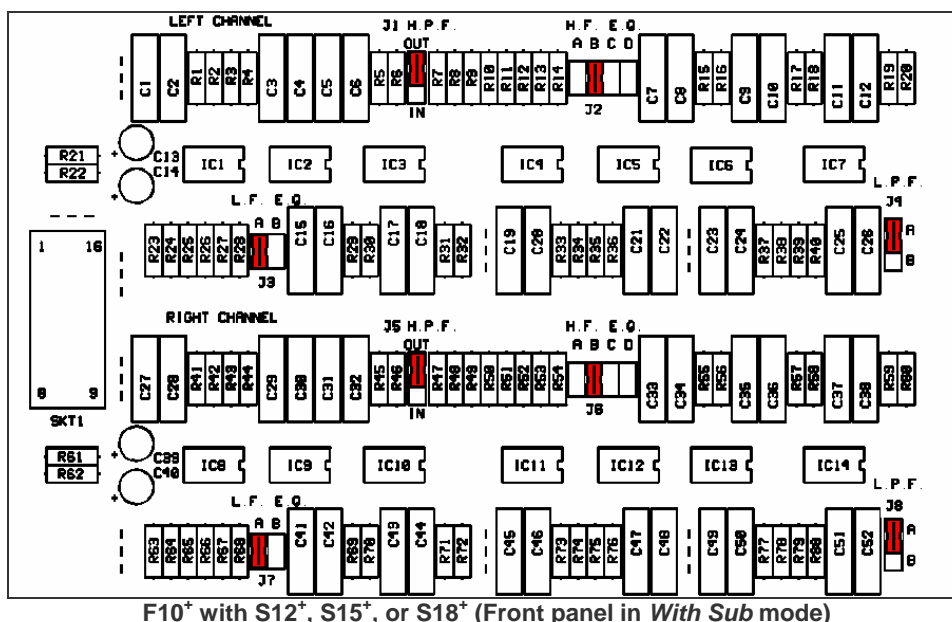 LEFT CHANNEL
J1 H.P.F.
OUT
H.F. E.Q.
A B C D
C1 C2 R1 R2 R3 R4 C3 C4 C5 C6 R5 R6 R7 R8 R9 R10 R11 R12 R13 R14 C7 C8 R15 R16 C9 C10 R17 R18 C11 C12 R19 R20
IN
J2
R21
R22
+ C13
+ C14
IC1 IC2 IC3 IC4 IC5 IC6 IC7
L.F. E.Q.
A B
L.P.F.
J4
A
B
1 16
8 9
SKT1
R23 R24 R25 R26 R27 R28 C15 C16 R29 R30 C17 C18 R31 R32 C19 C20 R33 R34 R35 R36 C21 C22 C23 C24 R37 R38 R39 R40 C25 C26
J3
RIGHT CHANNEL
J5 H.P.F.
OUT
H.F. E.Q.
A B C D
C27 C28 R41 R42 R43 R44 C29 C30 C31 C32 R45 R46 R47 R48 R49 R50 R51 R52 R53 R54 C33 C34 R55 R56 C35 C36 R57 R58 C37 C38 R59 R60
IN
J6
R61
R62
+ C39
+ C40
IC8 IC9 IC10 IC11 IC12 IC13 IC14
L.F. E.Q.
A B
L.P.F.
J8
A
B
R63 R64 R65 R66 R67 R68 C41 C42 R69 R70 C43 C44 R71 R72 C45 C46 R73 R74 R75 R76 C47 C48 C49 C50 R77 R78 R79 R80 C51 C52
J7
F10⁺ with S12⁺, S15⁺, or S18⁺ (Front panel in With Sub mode)